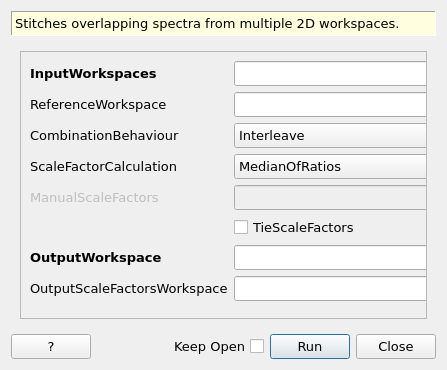 Stitches overlapping spectra from multiple 2D workspaces.
InputWorkspaces
ReferenceWorkspace
CombinationBehaviour Interleave
ScaleFactorCalculation MedianOfRatios
ManualScaleFactors
TieScaleFactors
OutputWorkspace
OutputScaleFactorsWorkspace
? Keep Open Run Close